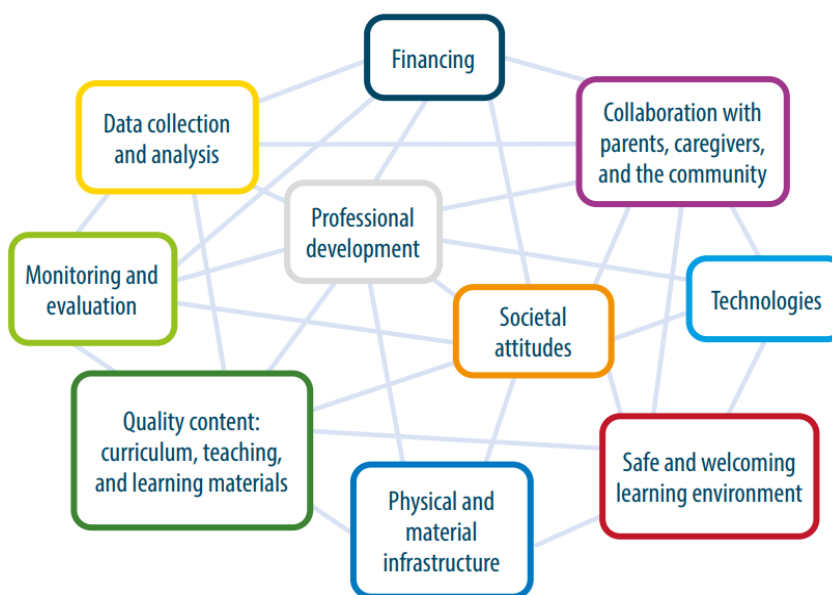 Financing
Data collection
and analysis
Collaboration with
parents, caregivers,
and the community
Professional
development
Monitoring and
evaluation
Societal
attitudes
Technologies
Quality content:
curriculum, teaching,
and learning materials
Safe and welcoming
learning environment
Physical and
material
infrastructure